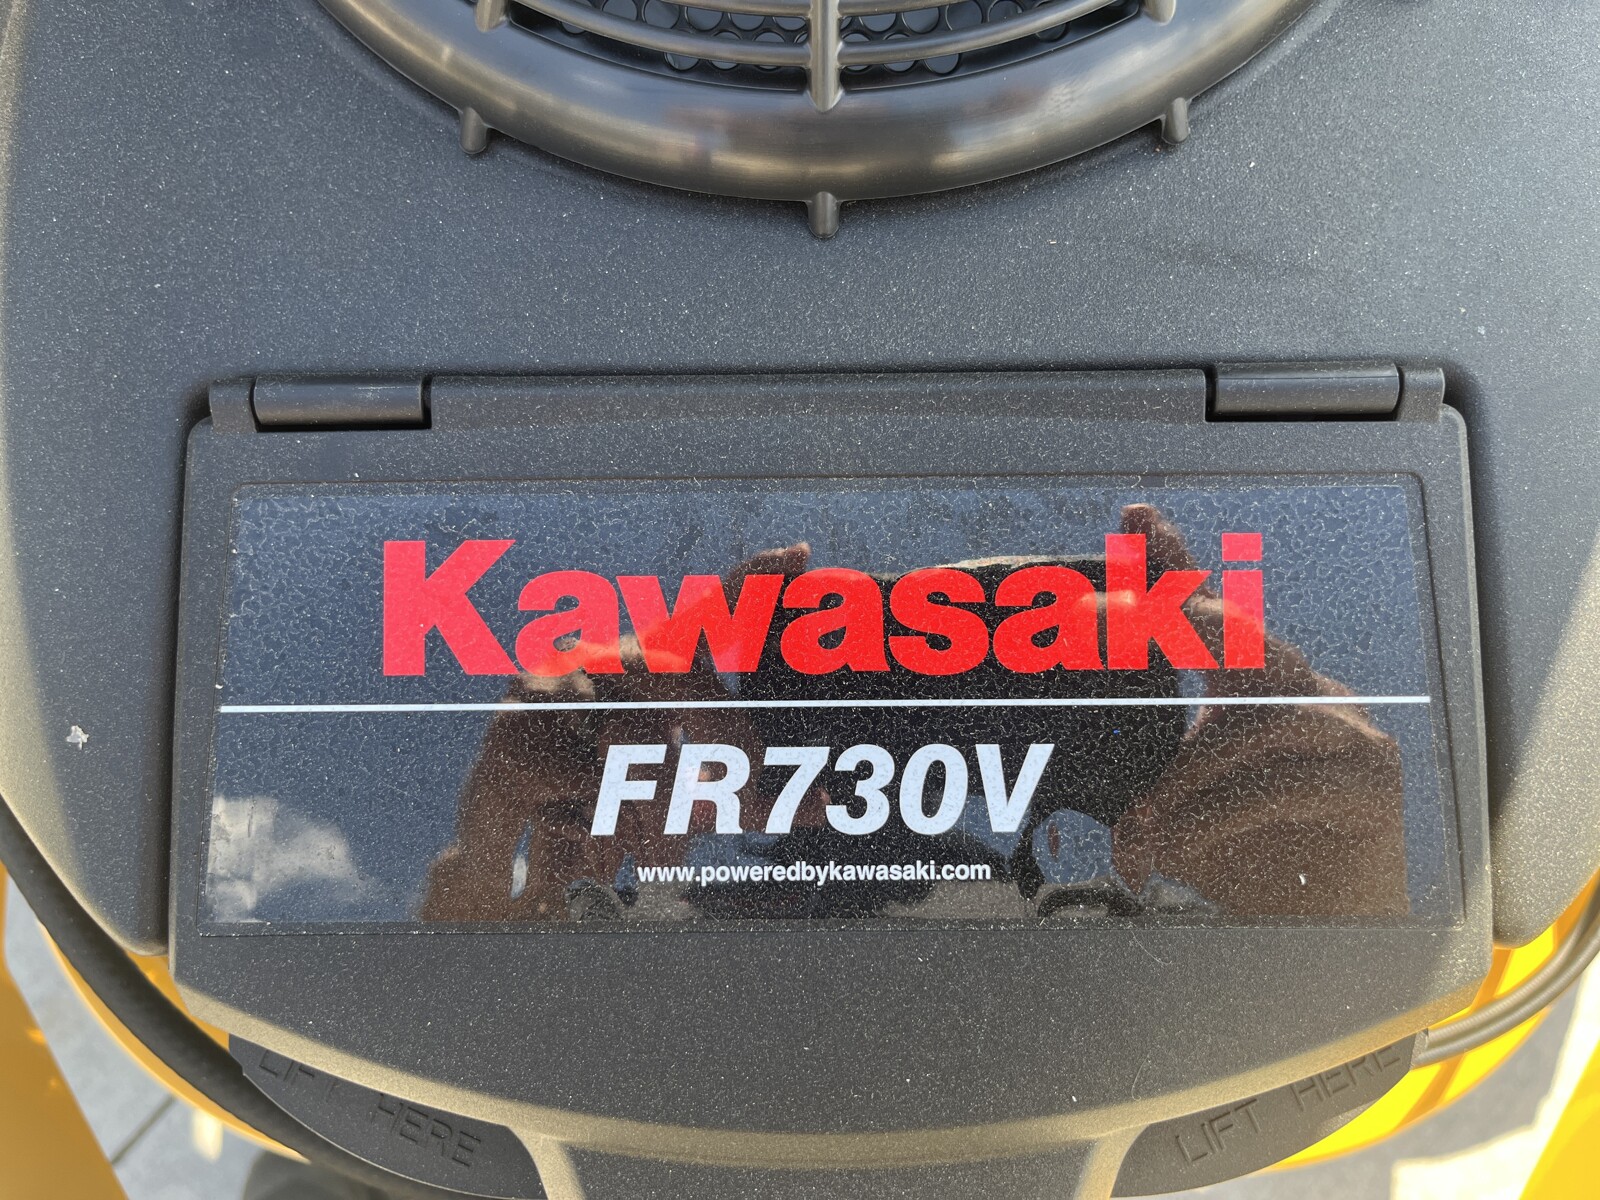 Kawasaki
FR730V
www.poweredbykawasaki.com
LIFT HERE
LIFT HERE